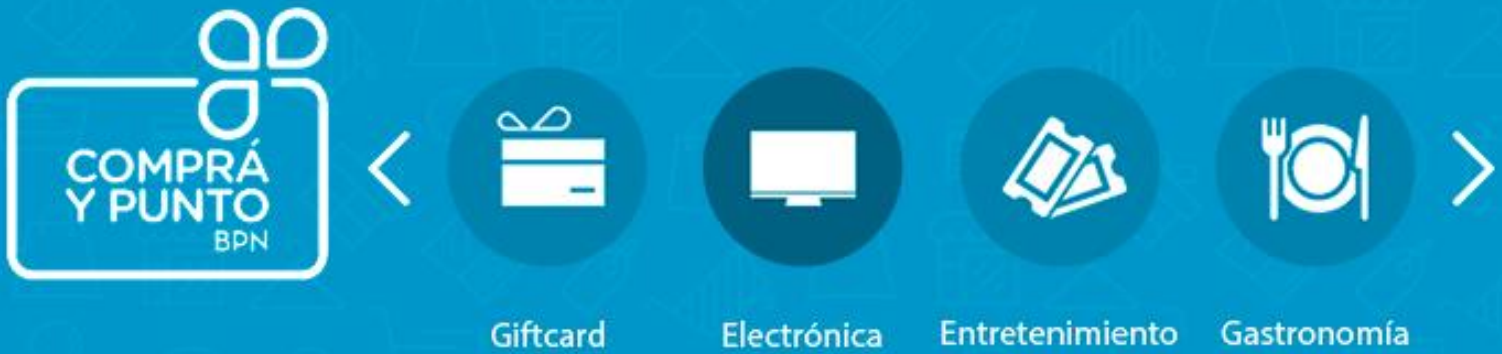 COMPRÁ
Y PUNTO
BPN
Giftcard
Electrónica
Entretenimiento
Gastronomía